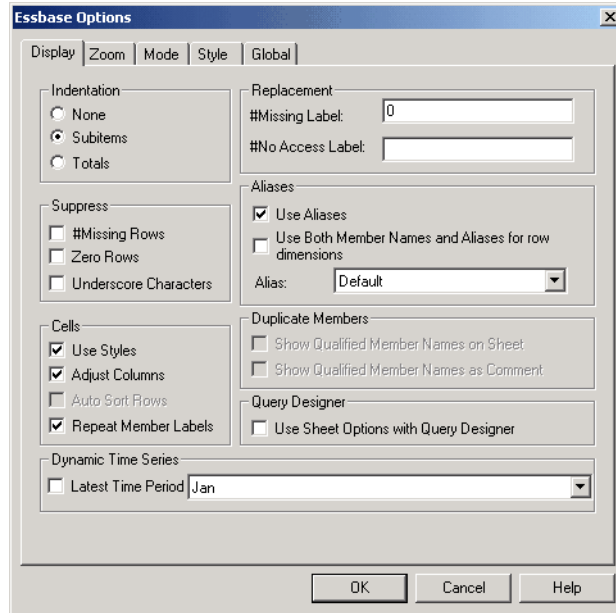 Essbase Options
Display Zoom Mode Style Global
Indentation
None
Subitems
Totals
Suppress
#Missing Rows
Zero Rows
Underscore Characters
Cells
Use Styles
Adjust Columns
Auto Sort Rows
Repeat Member Labels
Replacement
#Missing Label: 0
#No Access Label:
Aliases
Use Aliases
Use Both Member Names and Aliases for row
dimensions
Alias: Default
Duplicate Members
Show Qualified Member Names on Sheet
Show Qualified Member Names as Comment
Query Designer
Use Sheet Options with Query Designer
Dynamic Time Series
Latest Time Period Jan
OK Cancel Help